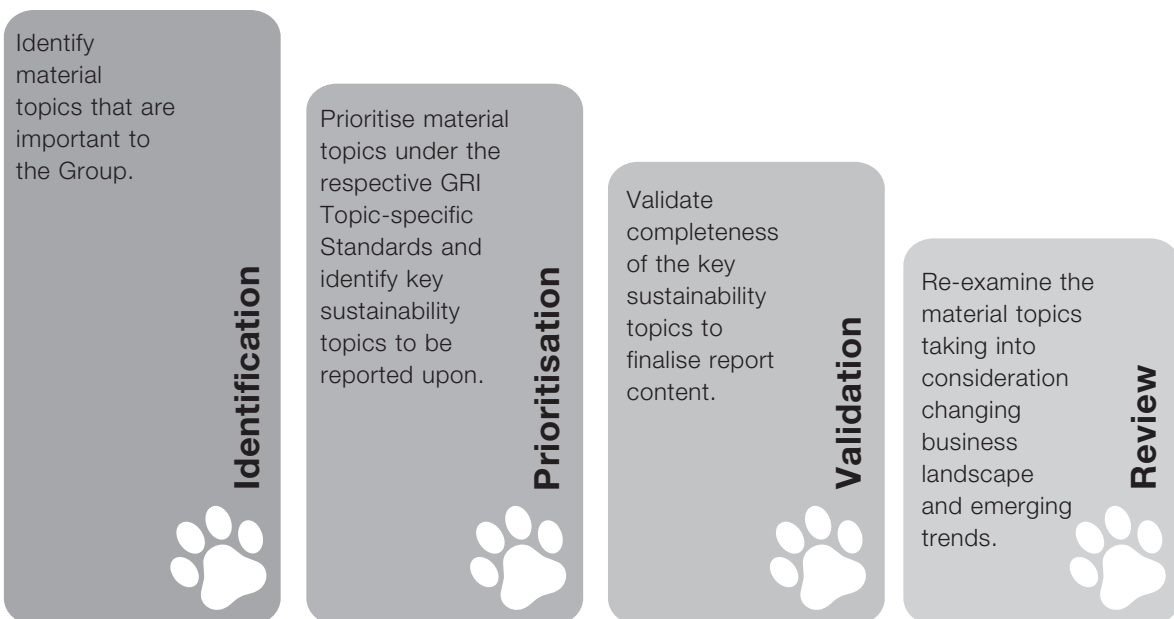 Identify
material
topics that are
important to
the Group.
Identification
Prioritise material
topics under the
respective GRI
Topic-specific
Standards and
identify key
sustainability
topics to be
reported upon.
Prioritisation
Validate
completeness
of the key
sustainability
topics to
finalise report
content.
Validation
Re-examine the
material topics
taking into
consideration
changing
business
landscape
and emerging
trends.
Review